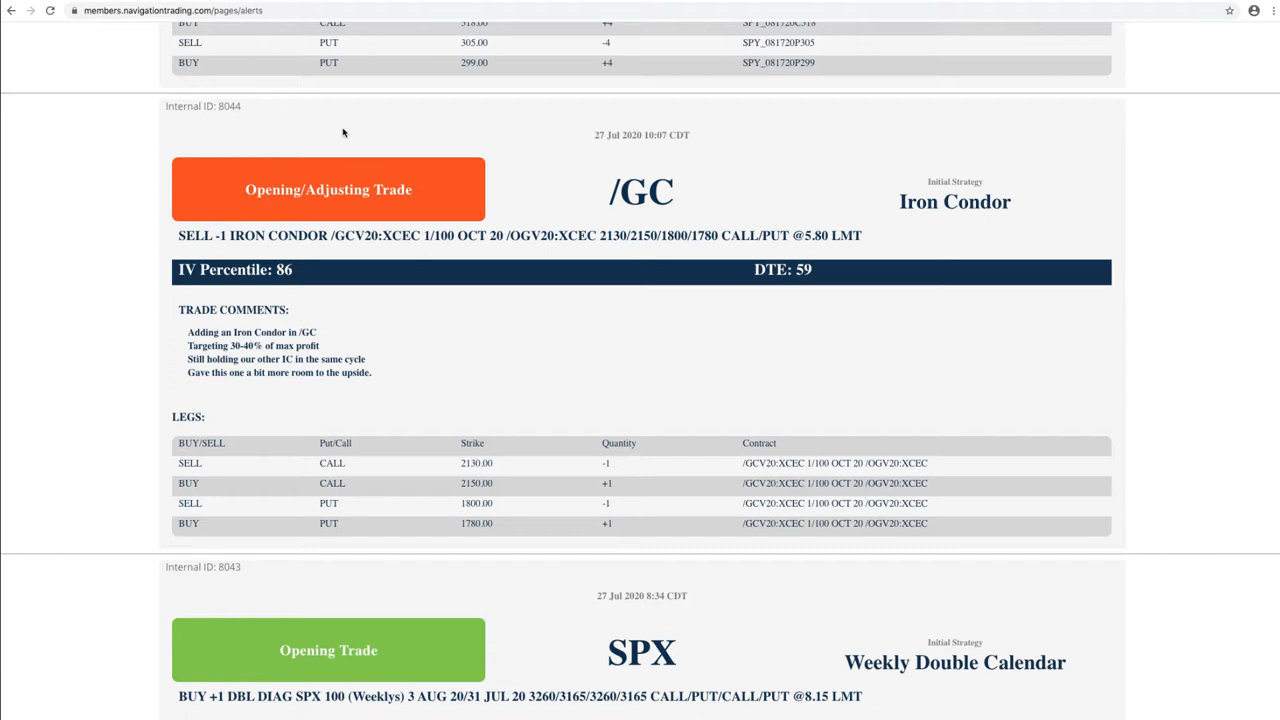 members.navigationtrading.com/pages/alerts
BUY CALL 318.00 +4 SPY_081720C318
SELL PUT 305.00 -4 SPY_081720P305
BUY PUT 299.00 +4 SPY_081720P299
Internal ID: 8044
27 Jul 2020 10:07 CDT
Opening/Adjusting Trade
/GC
Initial Strategy
Iron Condor
SELL -1 IRON CONDOR /GCV20:XCEC 1/100 OCT 20 /OGV20:XCEC 2130/2150/1800/1780 CALL/PUT @5.80 LMT
IV Percentile: 86 DTE: 59
TRADE COMMENTS:
Adding an Iron Condor in /GC
Targeting 30-40% of max profit
Still holding our other IC in the same cycle
Gave this one a bit more room to the upside.
LEGS:
BUY/SELL Put/Call Strike Quantity Contract
SELL CALL 2130.00 -1 /GCV20:XCEC 1/100 OCT 20 /OGV20:XCEC
BUY CALL 2150.00 +1 /GCV20:XCEC 1/100 OCT 20 /OGV20:XCEC
SELL PUT 1800.00 -1 /GCV20:XCEC 1/100 OCT 20 /OGV20:XCEC
BUY PUT 1780.00 +1 /GCV20:XCEC 1/100 OCT 20 /OGV20:XCEC
Internal ID: 8043
27 Jul 2020 8:34 CDT
Opening Trade
SPX
Initial Strategy
Weekly Double Calendar
BUY +1 DBL DIAG SPX 100 (Weeklys) 3 AUG 20/31 JUL 20 3260/3165/3260/3165 CALL/PUT/CALL/PUT @8.15 LMT